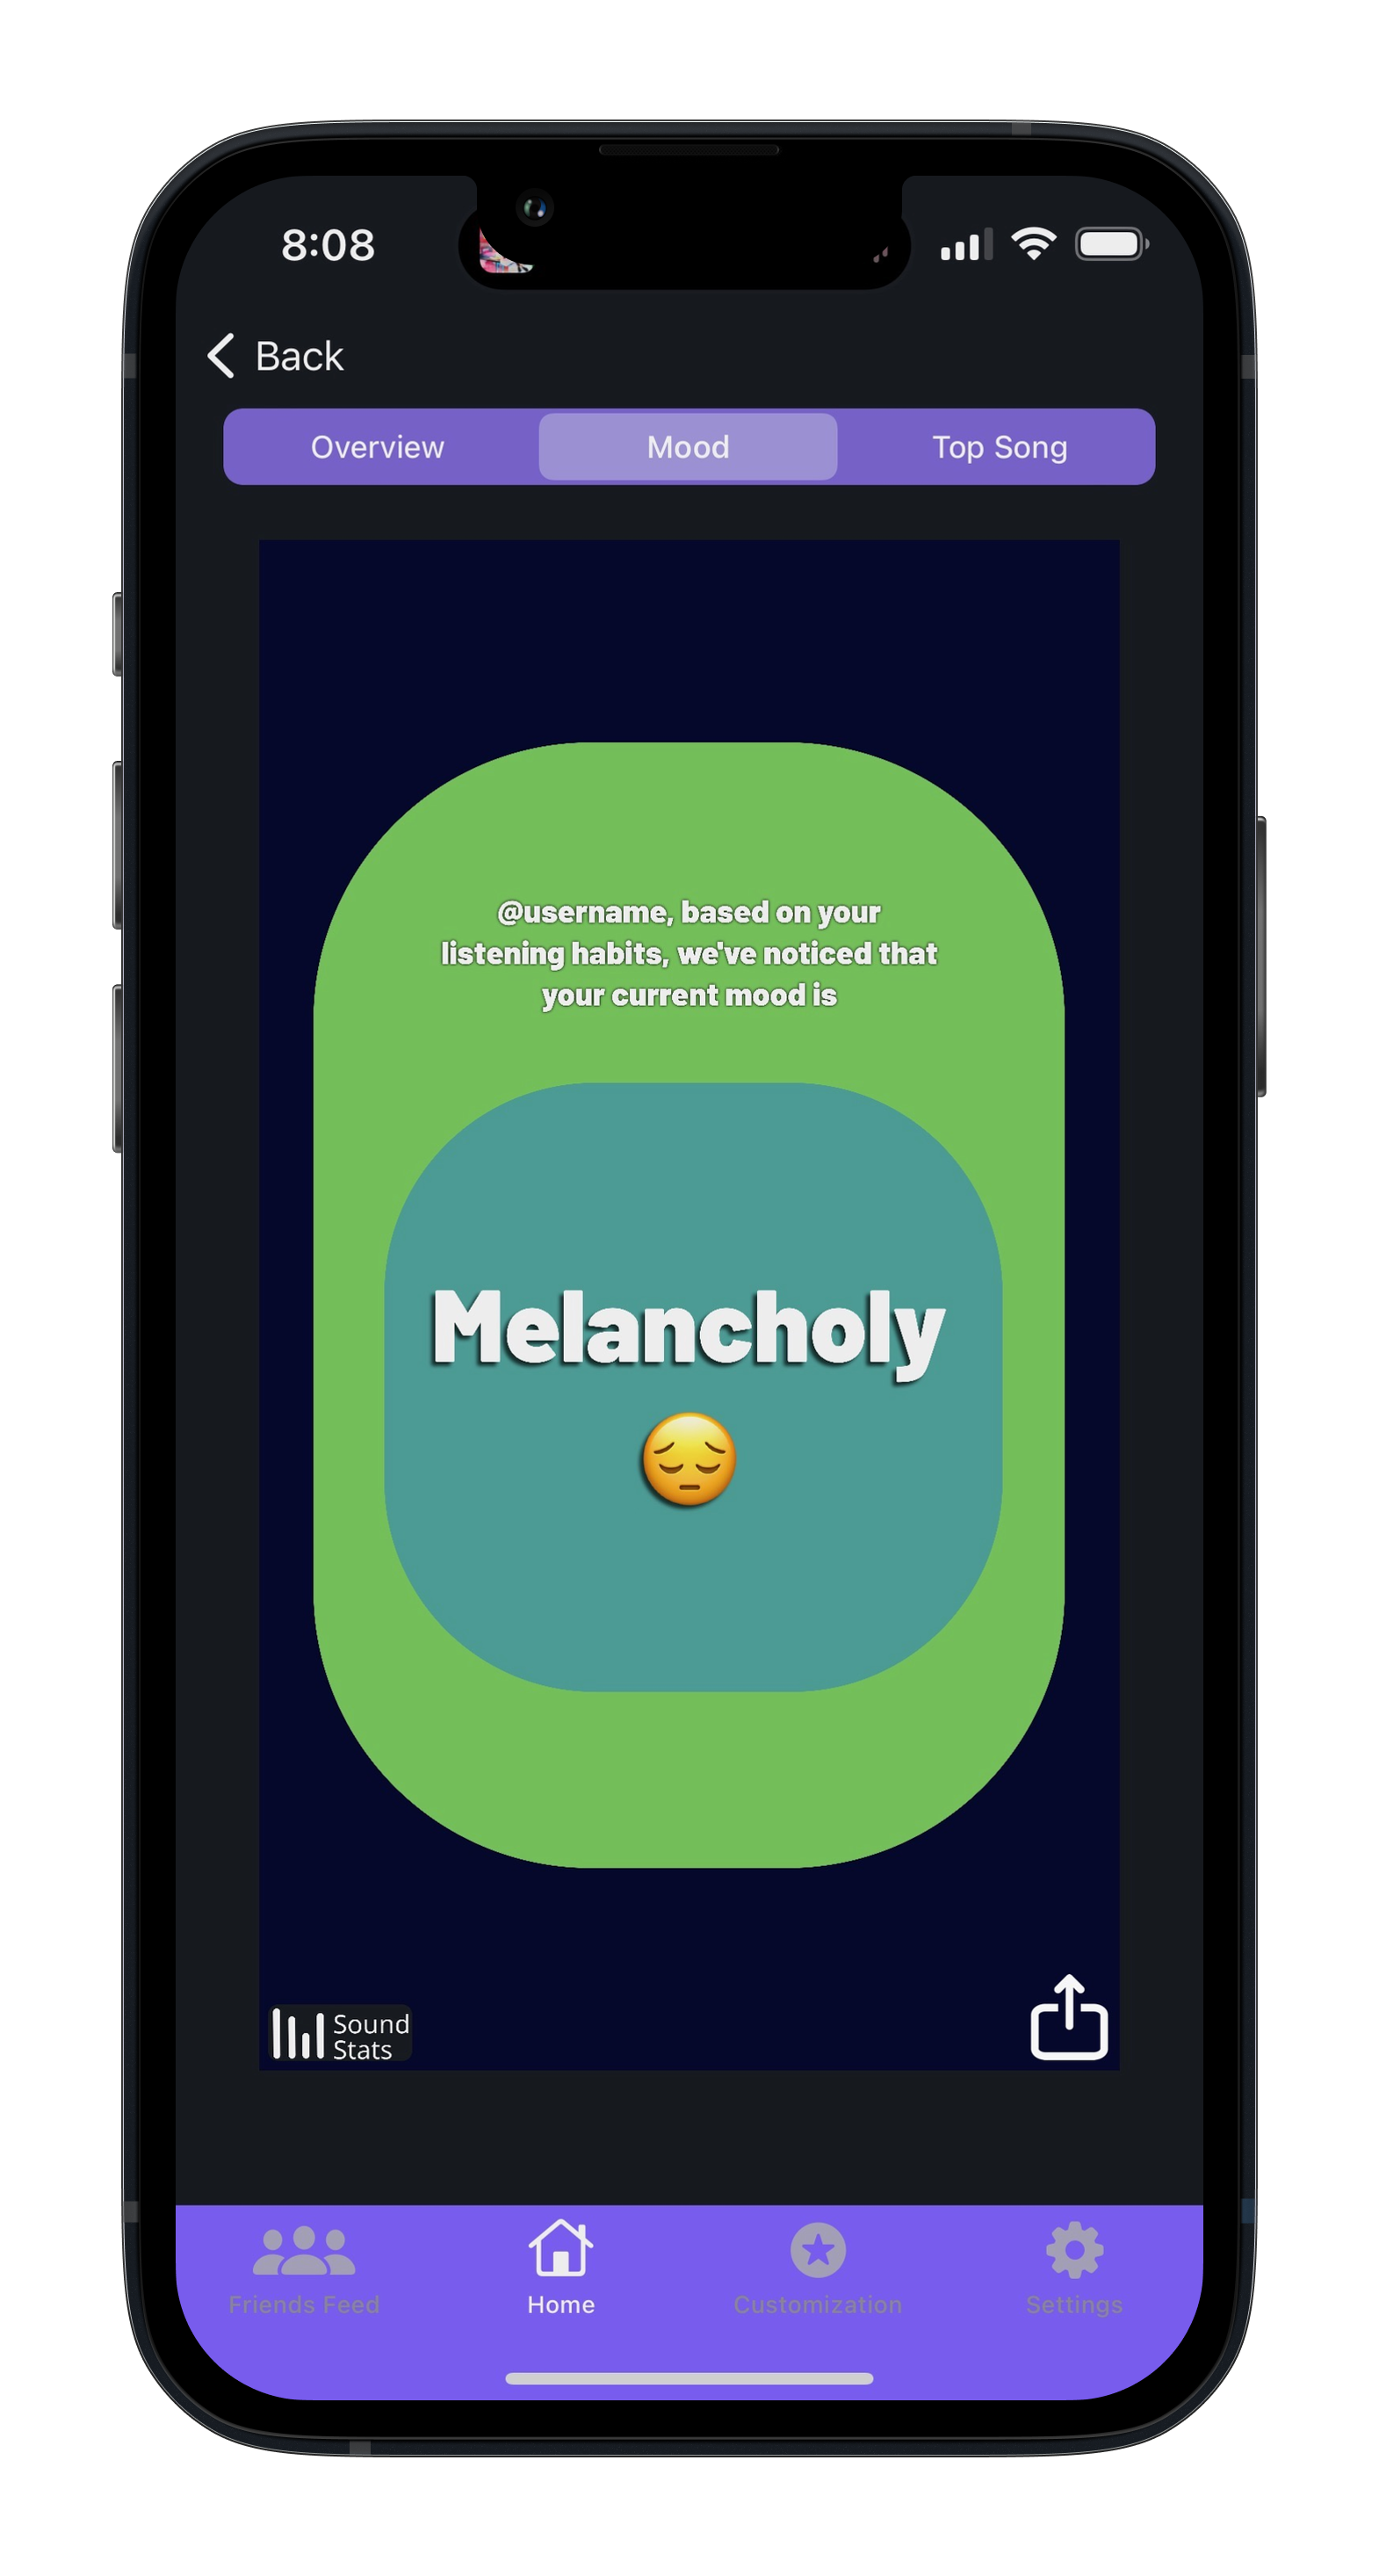 8:08
Back
Overview Mood Top Song
@username, based on your
listening habits, we've noticed that
your current mood is
Melancholy
Sound
Stats
Friends Feed Home Customization Settings